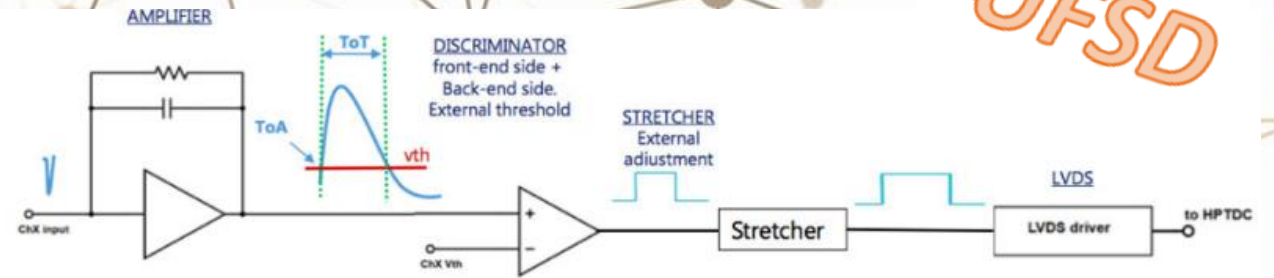 AMPLIFIER
UFSD
ToT
DISCRIMINATOR
front-end side +
Back-end side.
External threshold
ToA
vth
STRETCHER
External
adiustment
LVDS
ChX input
+
−
ChX Vth
Stretcher
LVDS driver
to HPTDC